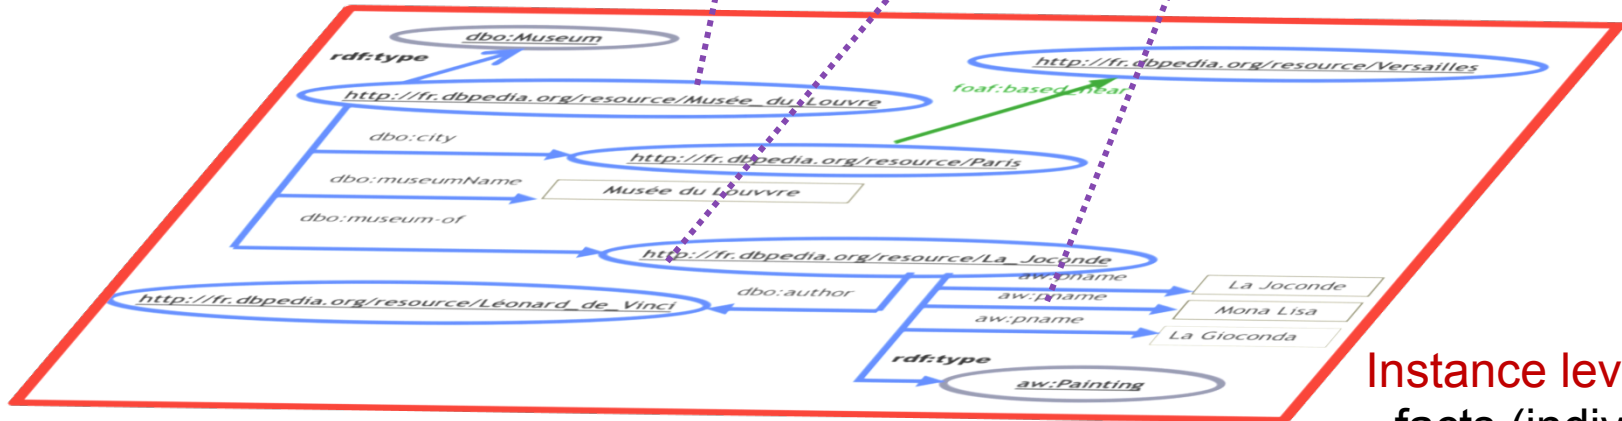 dbo:Museum
rdf:type
http://fr.dbpedia.org/resource/Versailles
http://fr.dbpedia.org/resource/Musée_du_Louvre
foaf:based_near
dbo:city
http://fr.dbpedia.org/resource/Paris
dbo:museumName
Musée du Louvvre
dbo:museum-of
http://fr.dbpedia.org/resource/La_Joconde
aw:pname
La Joconde
dbo:author
http://fr.dbpedia.org/resource/Léonard_de_Vinci
aw:pname
Mona Lisa
aw:pname
La Gioconda
rdf:type
aw:Painting
Instance lev
facts (indiv